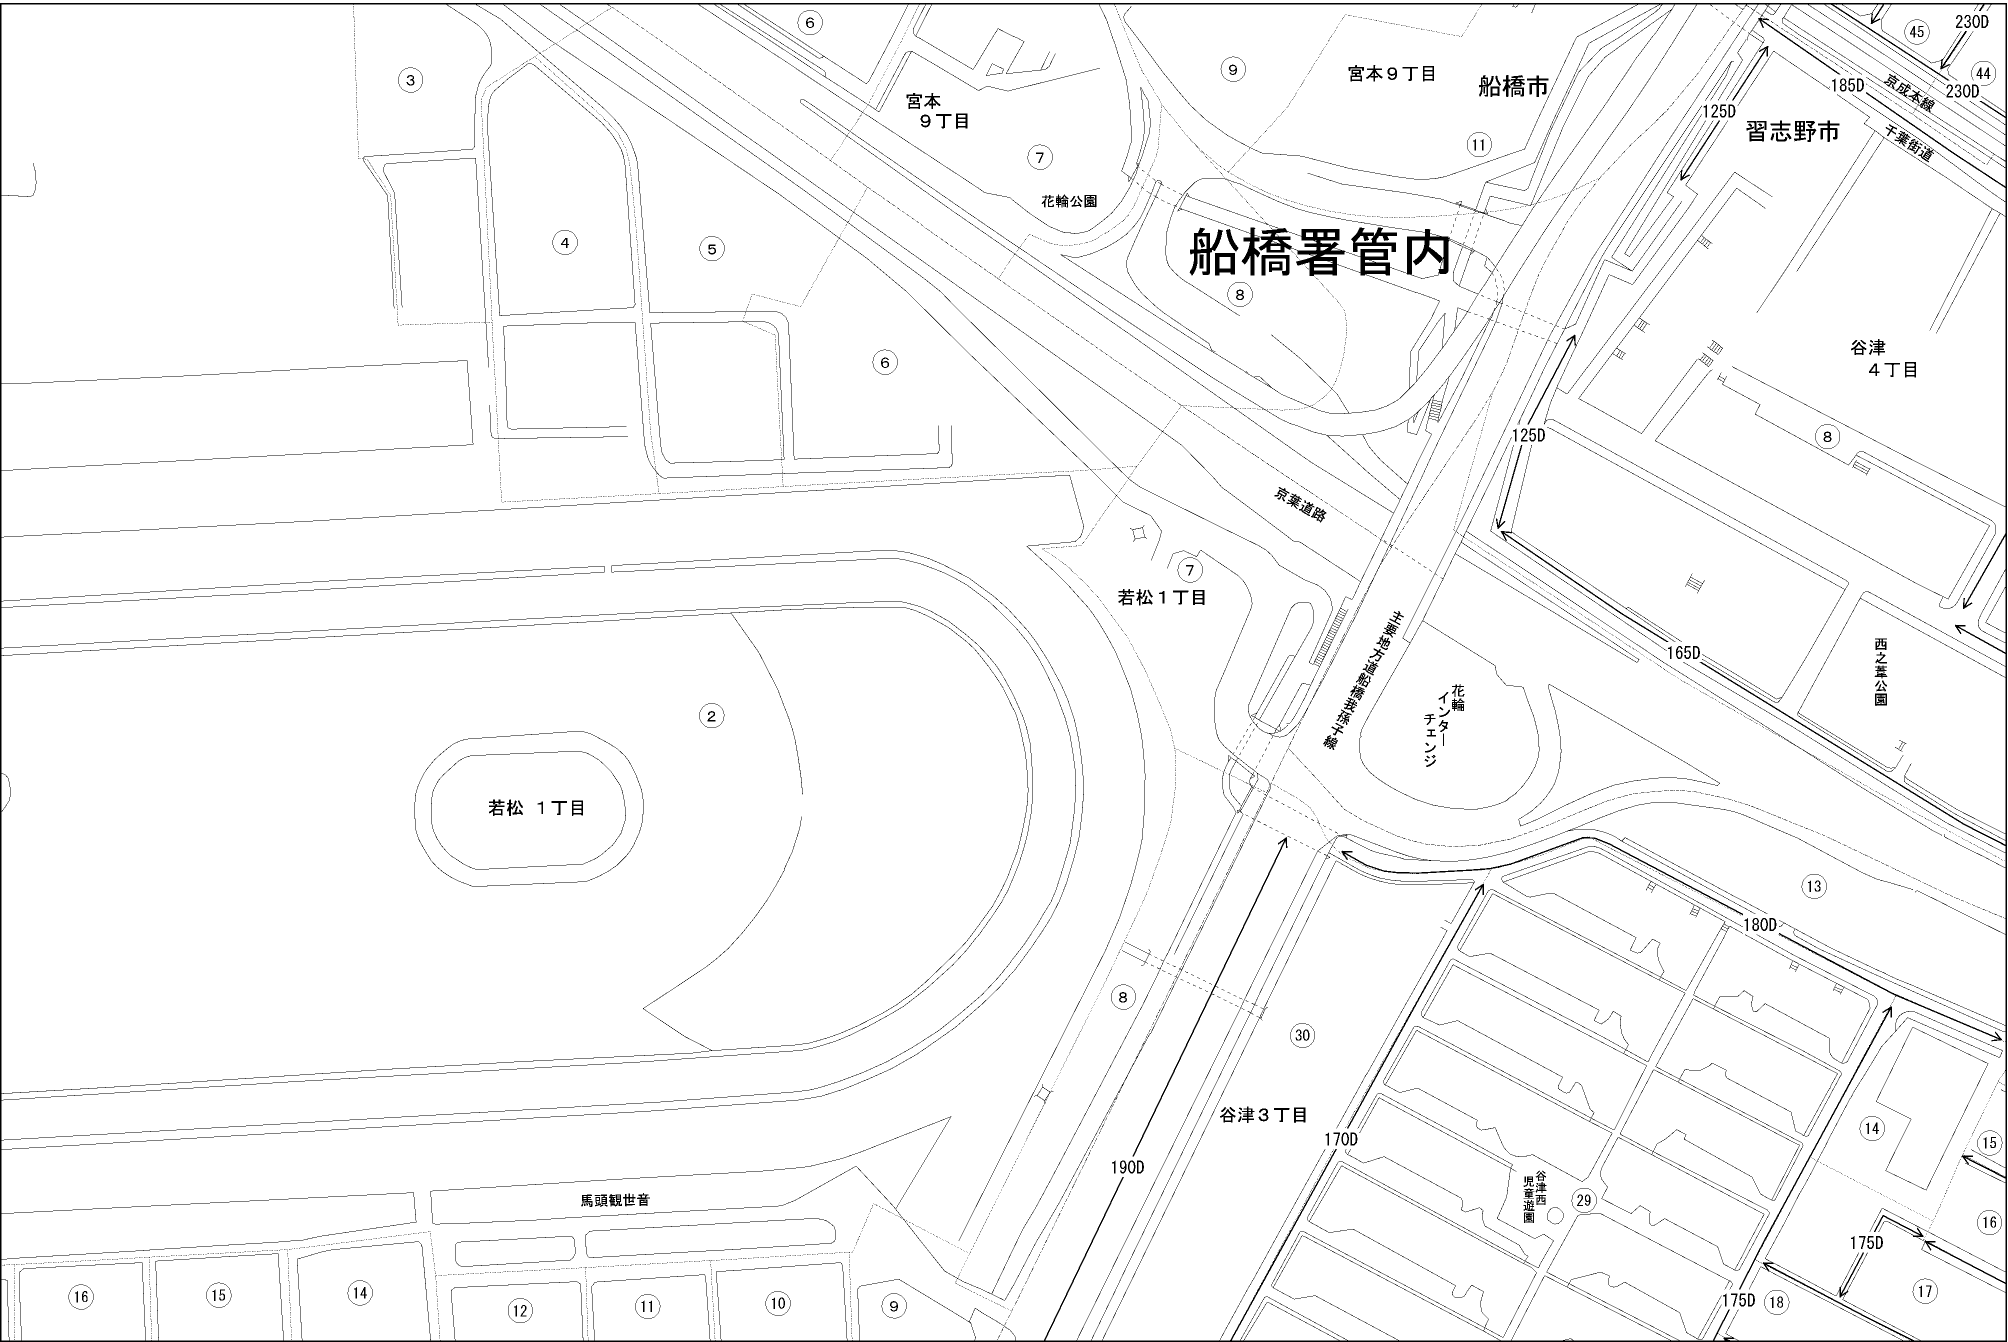 ⑥
③
⑨
宮本９丁目
船橋市
㊺
230D
㊹
185D
京成本線
230D
125D
宮本
９丁目
習志野市
千葉街道
⑪
⑦
花輪公園
④
⑤
船橋署管内
⑧
谷津
４丁目
⑥
125D
⑧
京葉道路
⑦
若松１丁目
主要地方道船橋我孫子線
165D
西之葦公園
花輪
インター
チェンジ
②
若松 １丁目
⑬
180D
⑧
㉚
谷津３丁目
170D
190D
⑭
⑮
谷津西
児童遊園
㉙
馬頭観世音
⑯
175D
⑯
⑮
⑭
⑫
⑪
⑩
⑨
175D
⑱
⑰